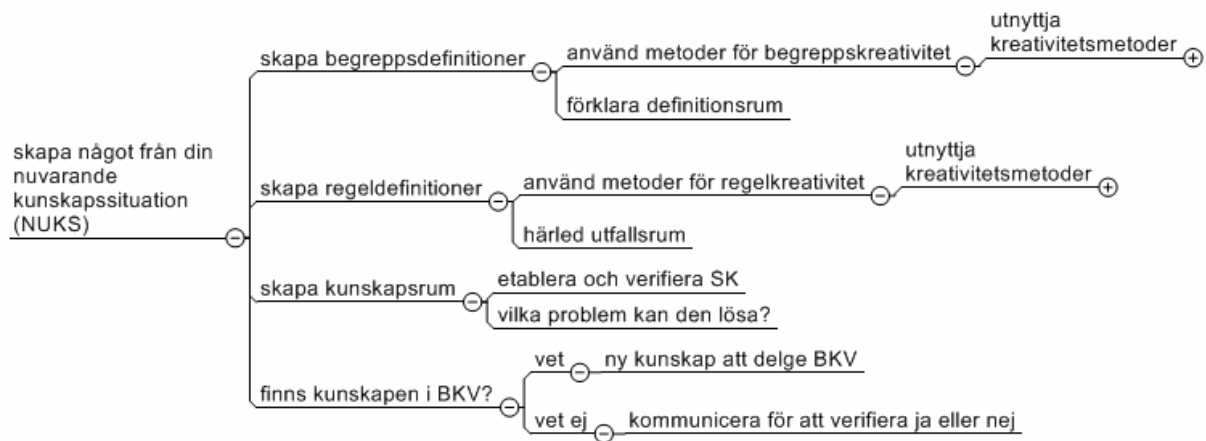 utnyttja
kreativitetsmetoder
skapa begreppsdefinitioner
använd metoder för begreppskreativitet
förklara definitionsrum
skapa något från din
nuvarande
kunskapssituation
(NUKS)
utnyttja
kreativitetsmetoder
skapa regeldefinitioner
använd metoder för regelkreativitet
härled utfallsrum
skapa kunskapsrum
etablera och verifiera SK
vilka problem kan den lösa?
finns kunskapen i BKV?
vet
ny kunskap att delge BKV
vet ej
kommunicera för att verifiera ja eller nej